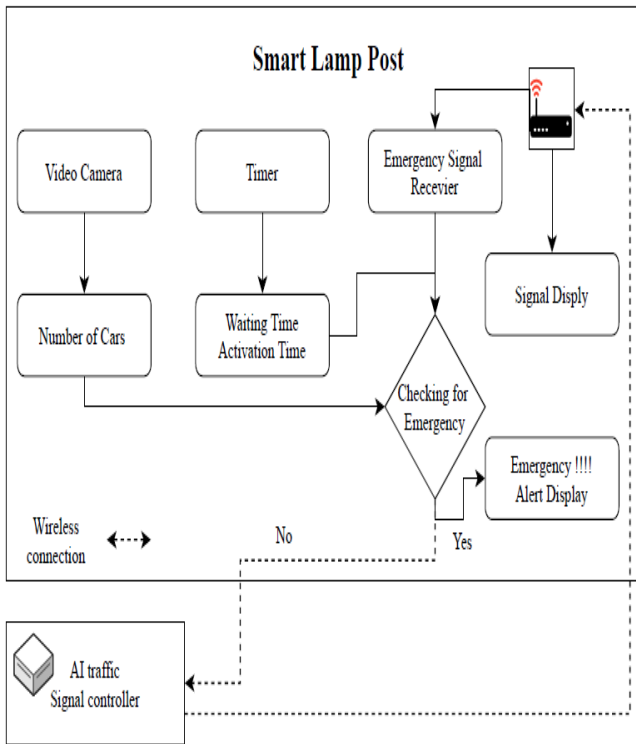 Smart Lamp Post
Video Camera
Timer
Emergency Signal
Recevier
Number of Cars
Waiting Time
Activation Time
Signal Disply
Checking for
Emergency
Emergency !!!!
Alert Display
Wireless
connection
No
Yes
AI traffic
Signal controller